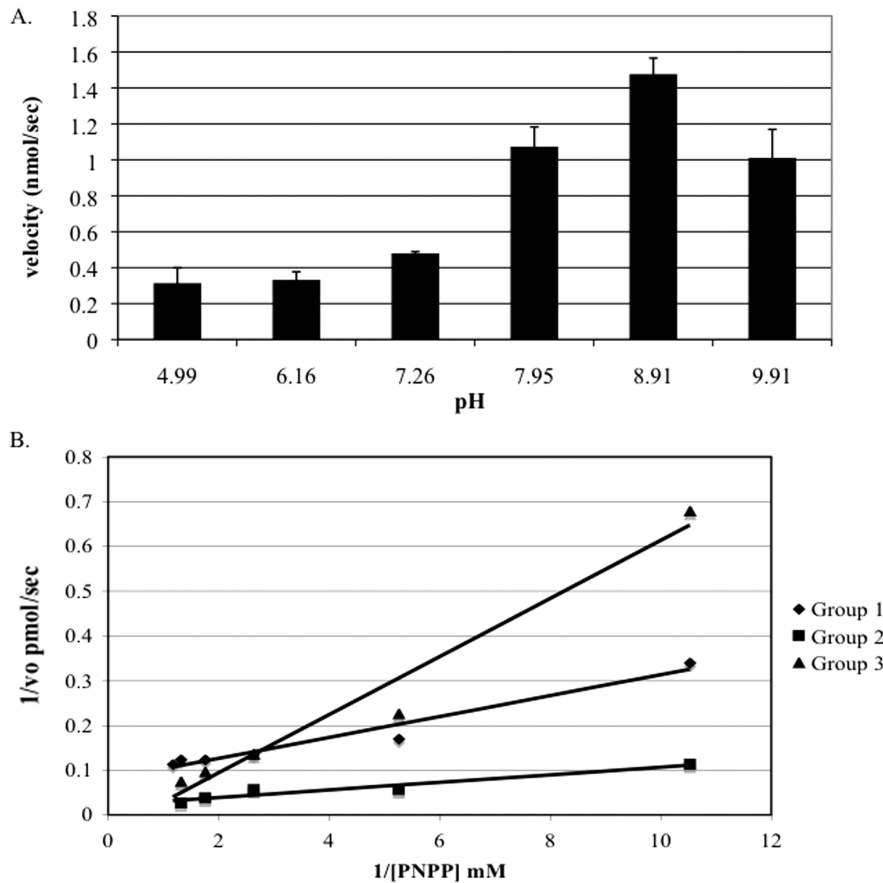 A.
velocity (nmol/sec)
1.8
1.6
1.4
1.2
1
0.8
0.6
0.4
0.2
0
4.99 6.16 7.26 7.95 8.91 9.91
pH
B.
1/vo pmol/sec
0.8
0.7
0.6
0.5
0.4
0.3
0.2
0.1
0
0 2 4 6 8 10 12
1/[PNPP] mM
Group 1
Group 2
Group 3